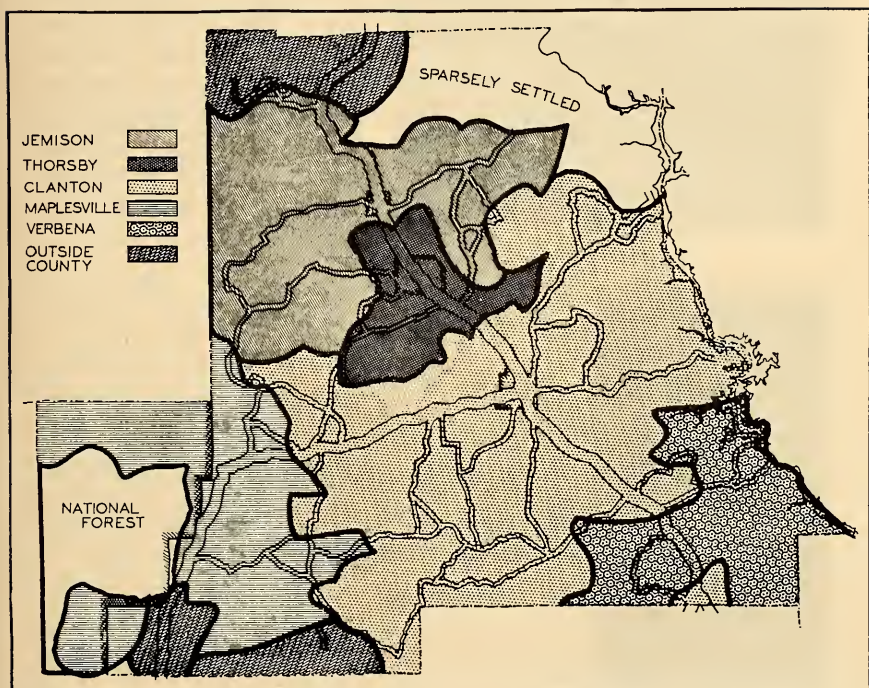 SPARSELY SETTLED
JEMISON
THORSBY
CLANTON
MAPLESVILLE
VERBENA
OUTSIDE
COUNTY
NATIONAL
FOREST